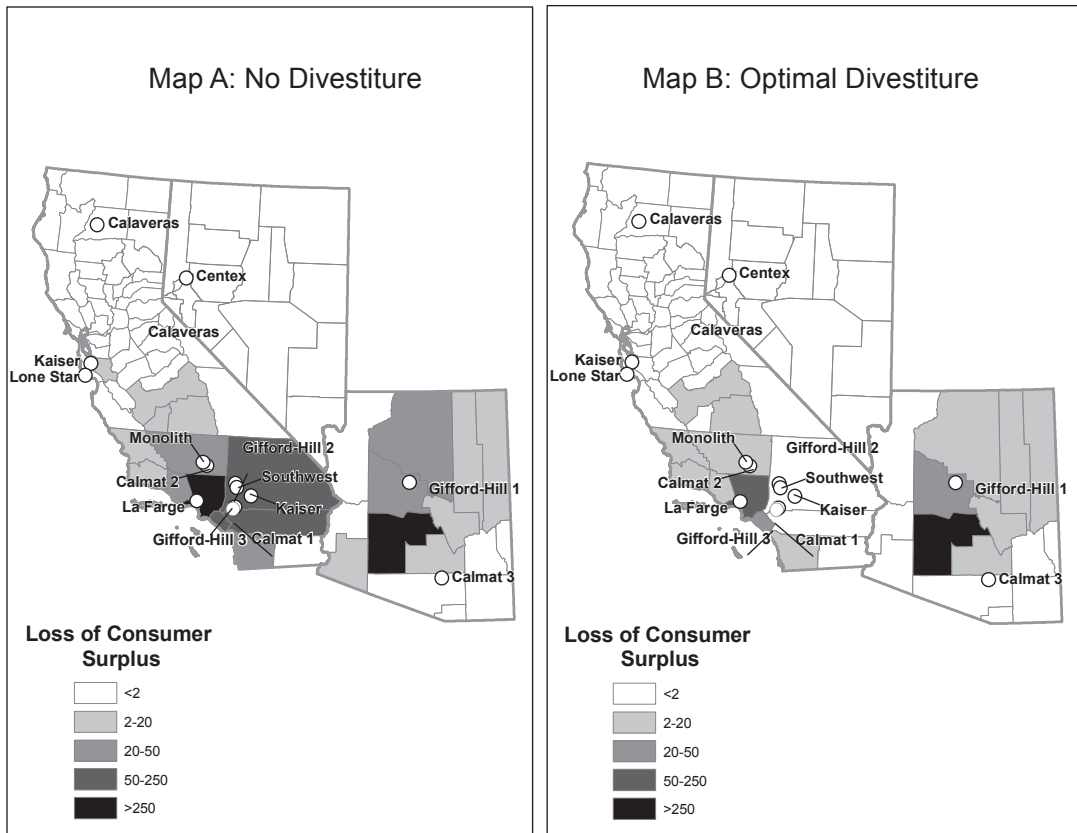 Map A: No Divestiture
Calaveras
Centex
Calaveras
Kaiser
Lone Star
Monolith
Gifford-Hill 2
Calmat 2
Southwest
La Farge
Kaiser
Gifford-Hill 1
Gifford-Hill 3
Calmat 1
Calmat 3
Loss of Consumer
Surplus
<2
2-20
20-50
50-250
>250
Map B: Optimal Divestiture
Calaveras
Centex
Calaveras
Kaiser
Lone Star
Monolith
Gifford-Hill 2
Calmat 2
Southwest
La Farge
Kaiser
Gifford-Hill 1
Gifford-Hill 3
Calmat 1
Calmat 3
Loss of Consumer
Surplus
<2
2-20
20-50
50-250
>250